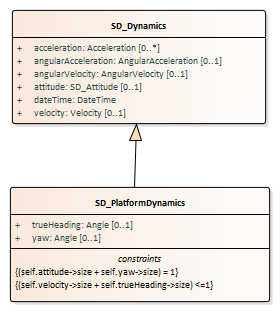 SD_Dynamics
+ acceleration: Acceleration [0..*]
+ angularAcceleration: AngularAcceleration [0..1]
+ angularVelocity: AngularVelocity [0..1]
+ attitude: SD_Attitude [0..1]
+ dateTime: DateTime
+ velocity: Velocity [0..1]
SD_PlatformDynamics
+ trueHeading: Angle [0..1]
+ yaw: Angle [0..1]
constraints
{(self.attitude->size + self.yaw->size) = 1}
{(self.velocity->size + self.trueHeading->size) <=1}